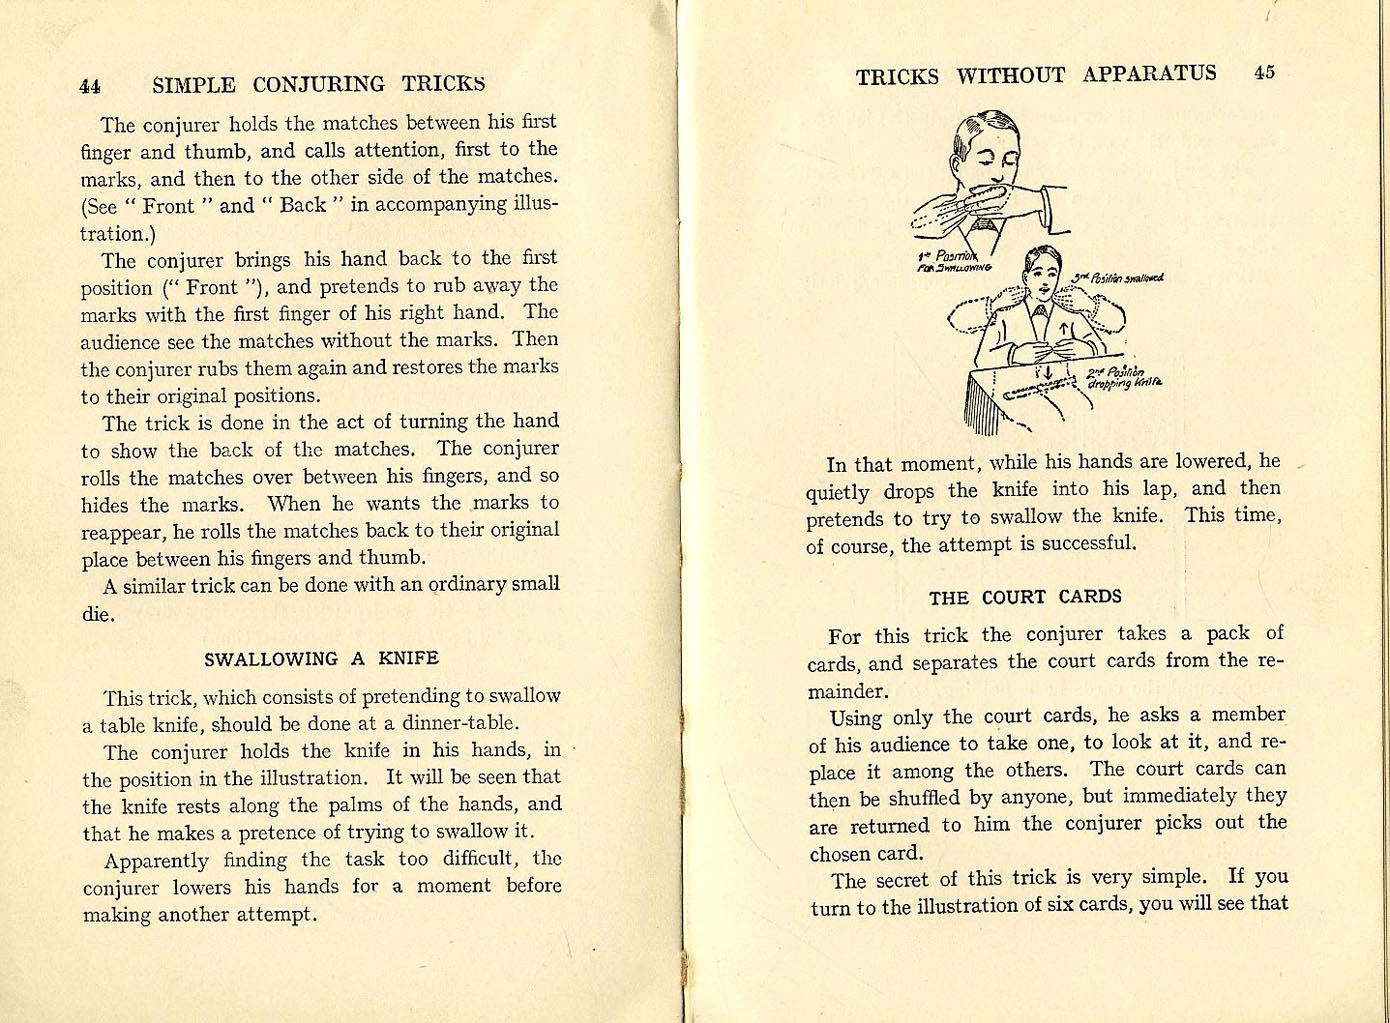 44 SIMPLE CONJURING TRICKS
The conjurer holds the matches between his first
finger and thumb, and calls attention, first to the
marks, and then to the other side of the matches.
(See “ Front ” and “ Back ” in accompanying illus-
tration.)
The conjurer brings his hand back to the first
position (“ Front ”), and pretends to rub away the
marks with the first finger of his right hand. The
audience see the matches without the marks. Then
the conjurer rubs them again and restores the marks
to their original positions.
The trick is done in the act of turning the hand
to show the back of the matches. The conjurer
rolls the matches over between his fingers, and so
hides the marks. When he wants the marks to
reappear, he rolls the matches back to their original
place between his fingers and thumb.
A similar trick can be done with an ordinary small
die.
SWALLOWING A KNIFE
This trick, which consists of pretending to swallow
a table knife, should be done at a dinner-table.
The conjurer holds the knife in his hands, in
the position in the illustration. It will be seen that
the knife rests along the palms of the hands, and
that he makes a pretence of trying to swallow it.
Apparently finding the task too difficult, the
conjurer lowers his hands for a moment before
making another attempt.
TRICKS WITHOUT APPARATUS 45
1st Position
For Swallowing
3rd Position swallowed
2nd Position
dropping Knife
In that moment, while his hands are lowered, he
quietly drops the knife into his lap, and then
pretends to try to swallow the knife. This time,
of course, the attempt is successful.
THE COURT CARDS
For this trick the conjurer takes a pack of
cards, and separates the court cards from the re-
mainder.
Using only the court cards, he asks a member
of his audience to take one, to look at it, and re-
place it among the others. The court cards can
then be shuffled by anyone, but immediately they
are returned to him the conjurer picks out the
chosen card.
The secret of this trick is very simple. If you
turn to the illustration of six cards, you will see that